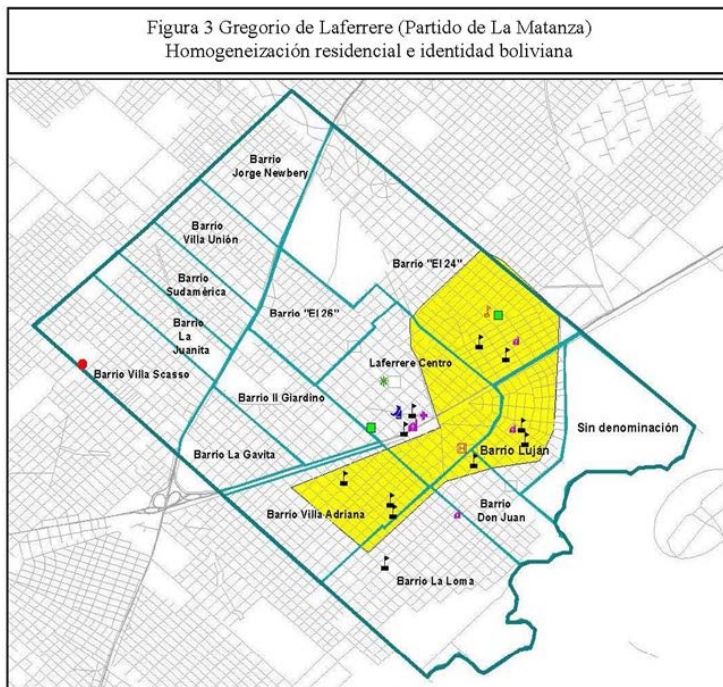 Figura 3 Gregorio de Laferrere (Partido de La Matanza)
Homogeneización residencial e identidad boliviana
Barrio
Jorge Newbery
Barrio
Villa Unión
Barrio "El 24"
Barrio
Sudamèrica
Barrio "El 26"
Barrio
La
Juanita
Laferrere Centro
Barrio Villa Scasso
Barrio Il Giardino
Sin denominación
Barrio La Gavita
Barrio Luján
Barrio Villa Adriana
Barrio
Don Juan
Barrio La Loma